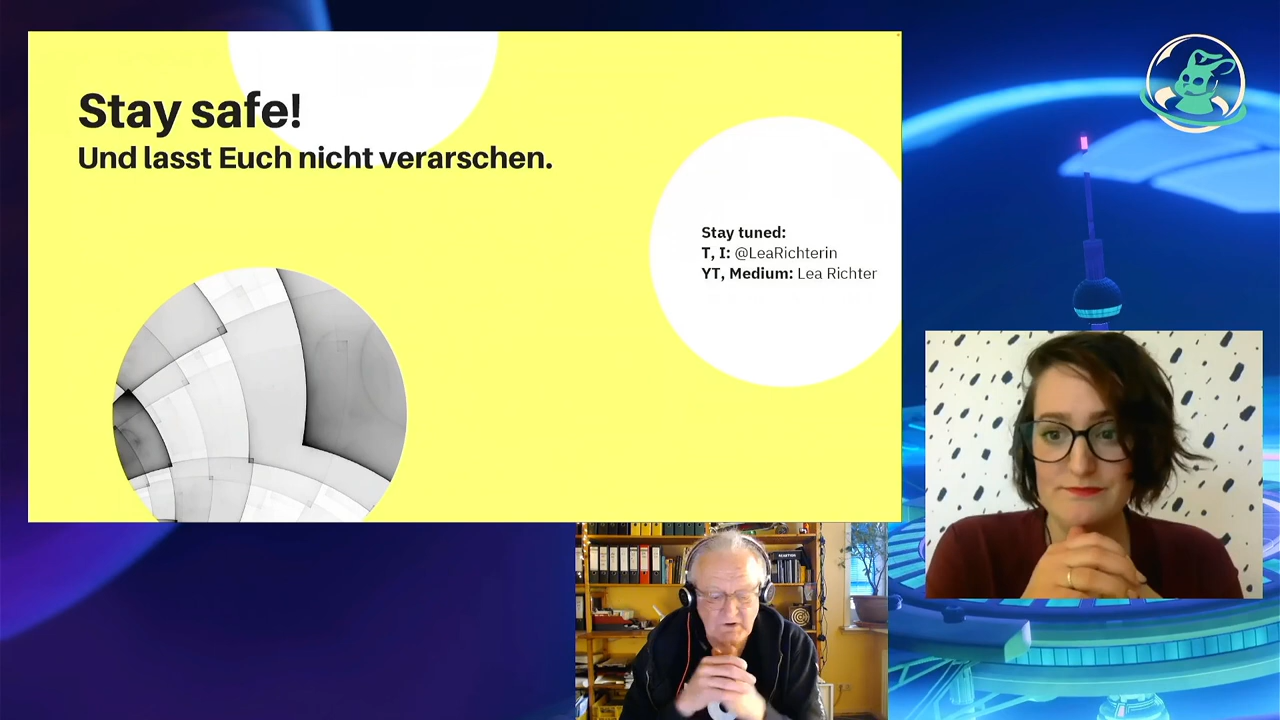 Stay safe!
Und lasst Euch nicht verarschen.
Stay tuned:
T, I: @LeaRichterin
YT, Medium: Lea Richter